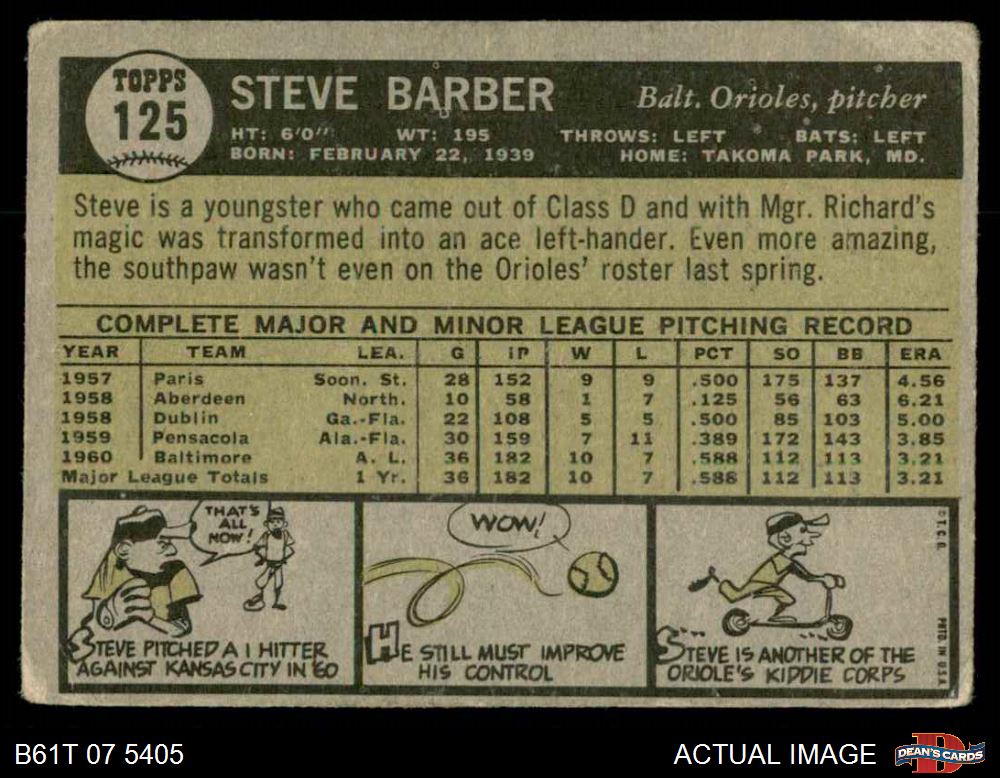 TOPPS
125
STEVE BARBER
Balt. Orioles, pitcher
HT: 6'0" WT: 195 THROWS: LEFT BATS: LEFT
BORN: FEBRUARY 22, 1939 HOME: TAKOMA PARK, MD.
Steve is a youngster who came out of Class D and with Mgr. Richard's
magic was transformed into an ace left-hander. Even more amazing,
the southpaw wasn't even on the Orioles' roster last spring.
COMPLETE MAJOR AND MINOR LEAGUE PITCHING RECORD
YEAR TEAM LEA. G IP W L PCT SO BB ERA
1957 Paris Soon. St. 28 152 9 9 .500 175 137 4.56
1958 Aberdeen North. 10 58 1 7 .125 56 63 6.21
1958 Dublin Ga.-Fla. 22 108 5 5 .500 85 103 5.00
1959 Pensacola Ala.-Fla. 30 159 7 11 .389 172 143 3.85
1960 Baltimore A. L. 36 182 10 7 .588 112 113 3.21
Major League Totals 1 Yr. 36 182 10 7 .588 112 113 3.21
THAT'S
ALL
NOW!
STEVE PITCHED A 1 HITTER
AGAINST KANSAS CITY IN '60
WOW!
HE STILL MUST IMPROVE
HIS CONTROL
STEVE IS ANOTHER OF THE
ORIOLE'S KIDDIE CORPS
© T.C.G.
PRTD. IN U.S.A.
B61T 07 5405
ACTUAL IMAGE
DEAN'S CARDS